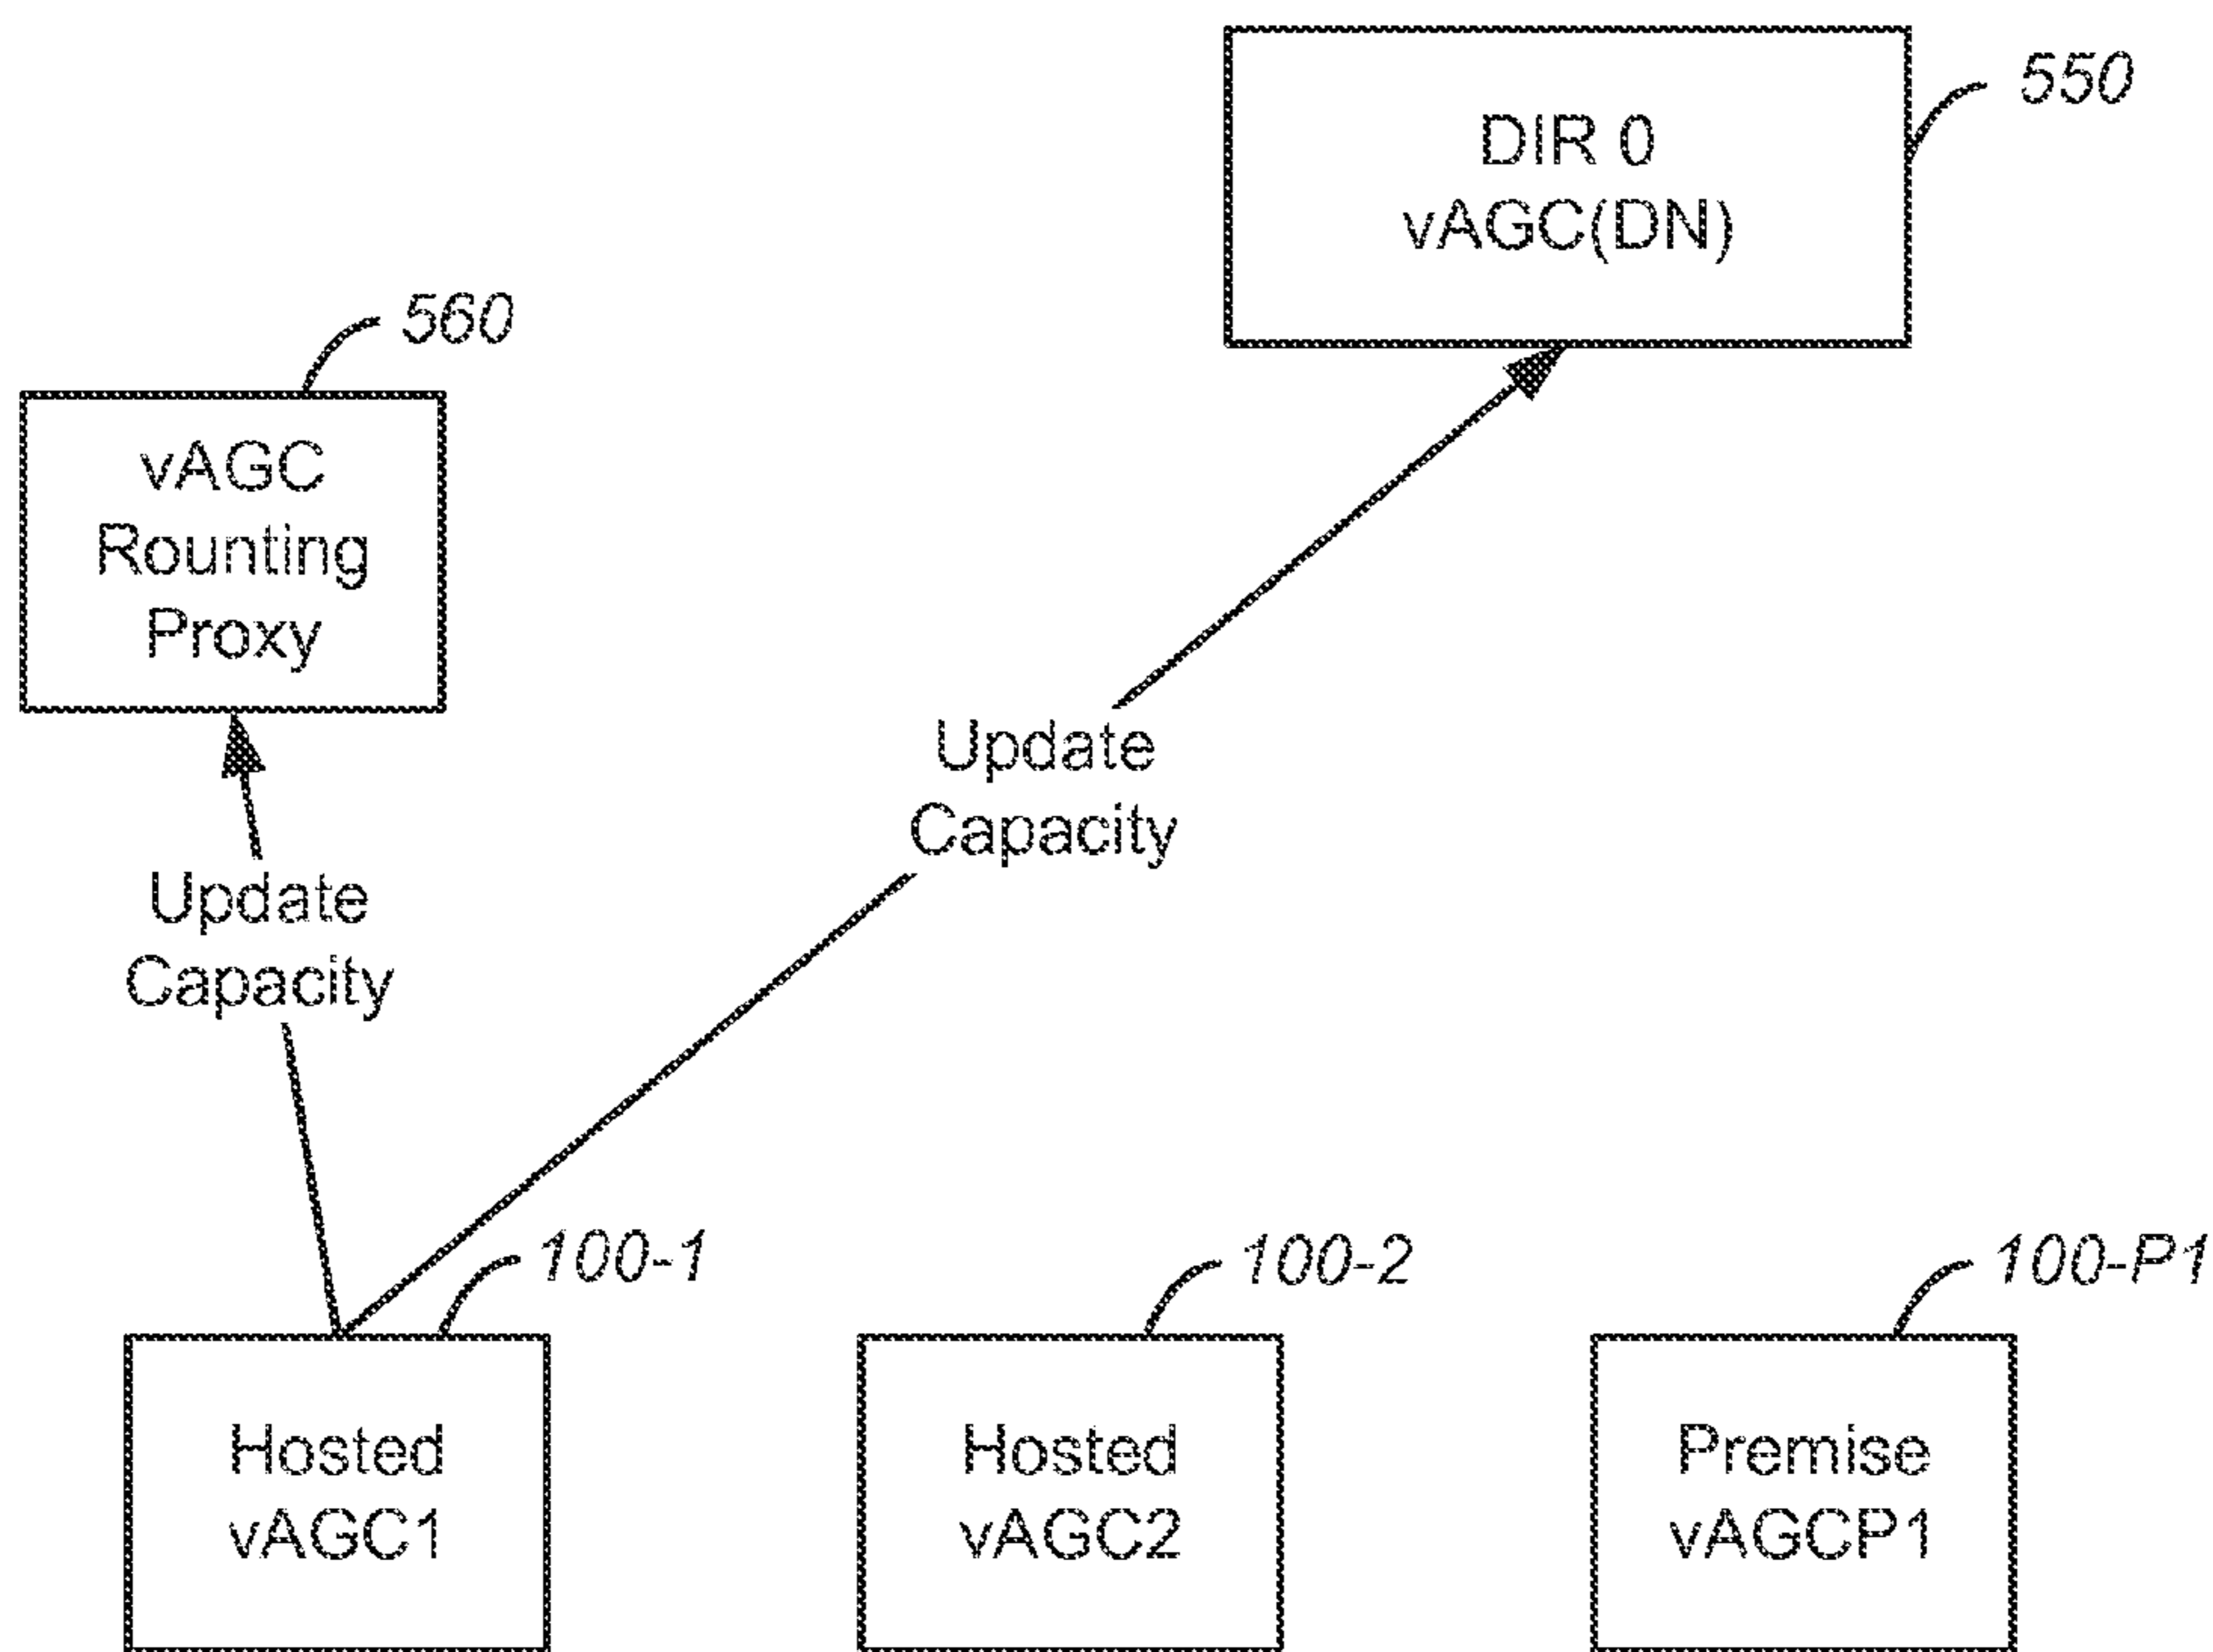 DIR 0
vAGC(DN)
550
560
vAGC
Rounting
Proxy
Update
Capacity
Update
Capacity
100-1
100-2
100-P1
Hosted
vAGC1
Hosted
vAGC2
Premise
vAGCP1